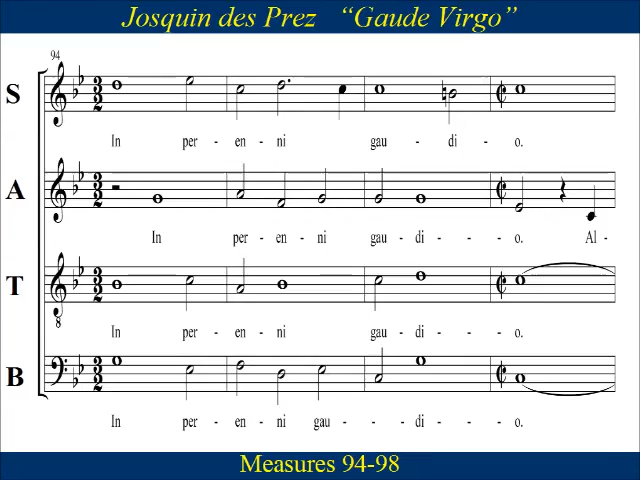 Josquin des Prez “Gaude Virgo”
94
S
In per - en - ni gau - di - o.
A
In per - en - ni gau - di - o. Al-
T
8
In per - en - ni gau - di - o.
B
In per - en - ni gau - - - di - - o.
Measures 94-98